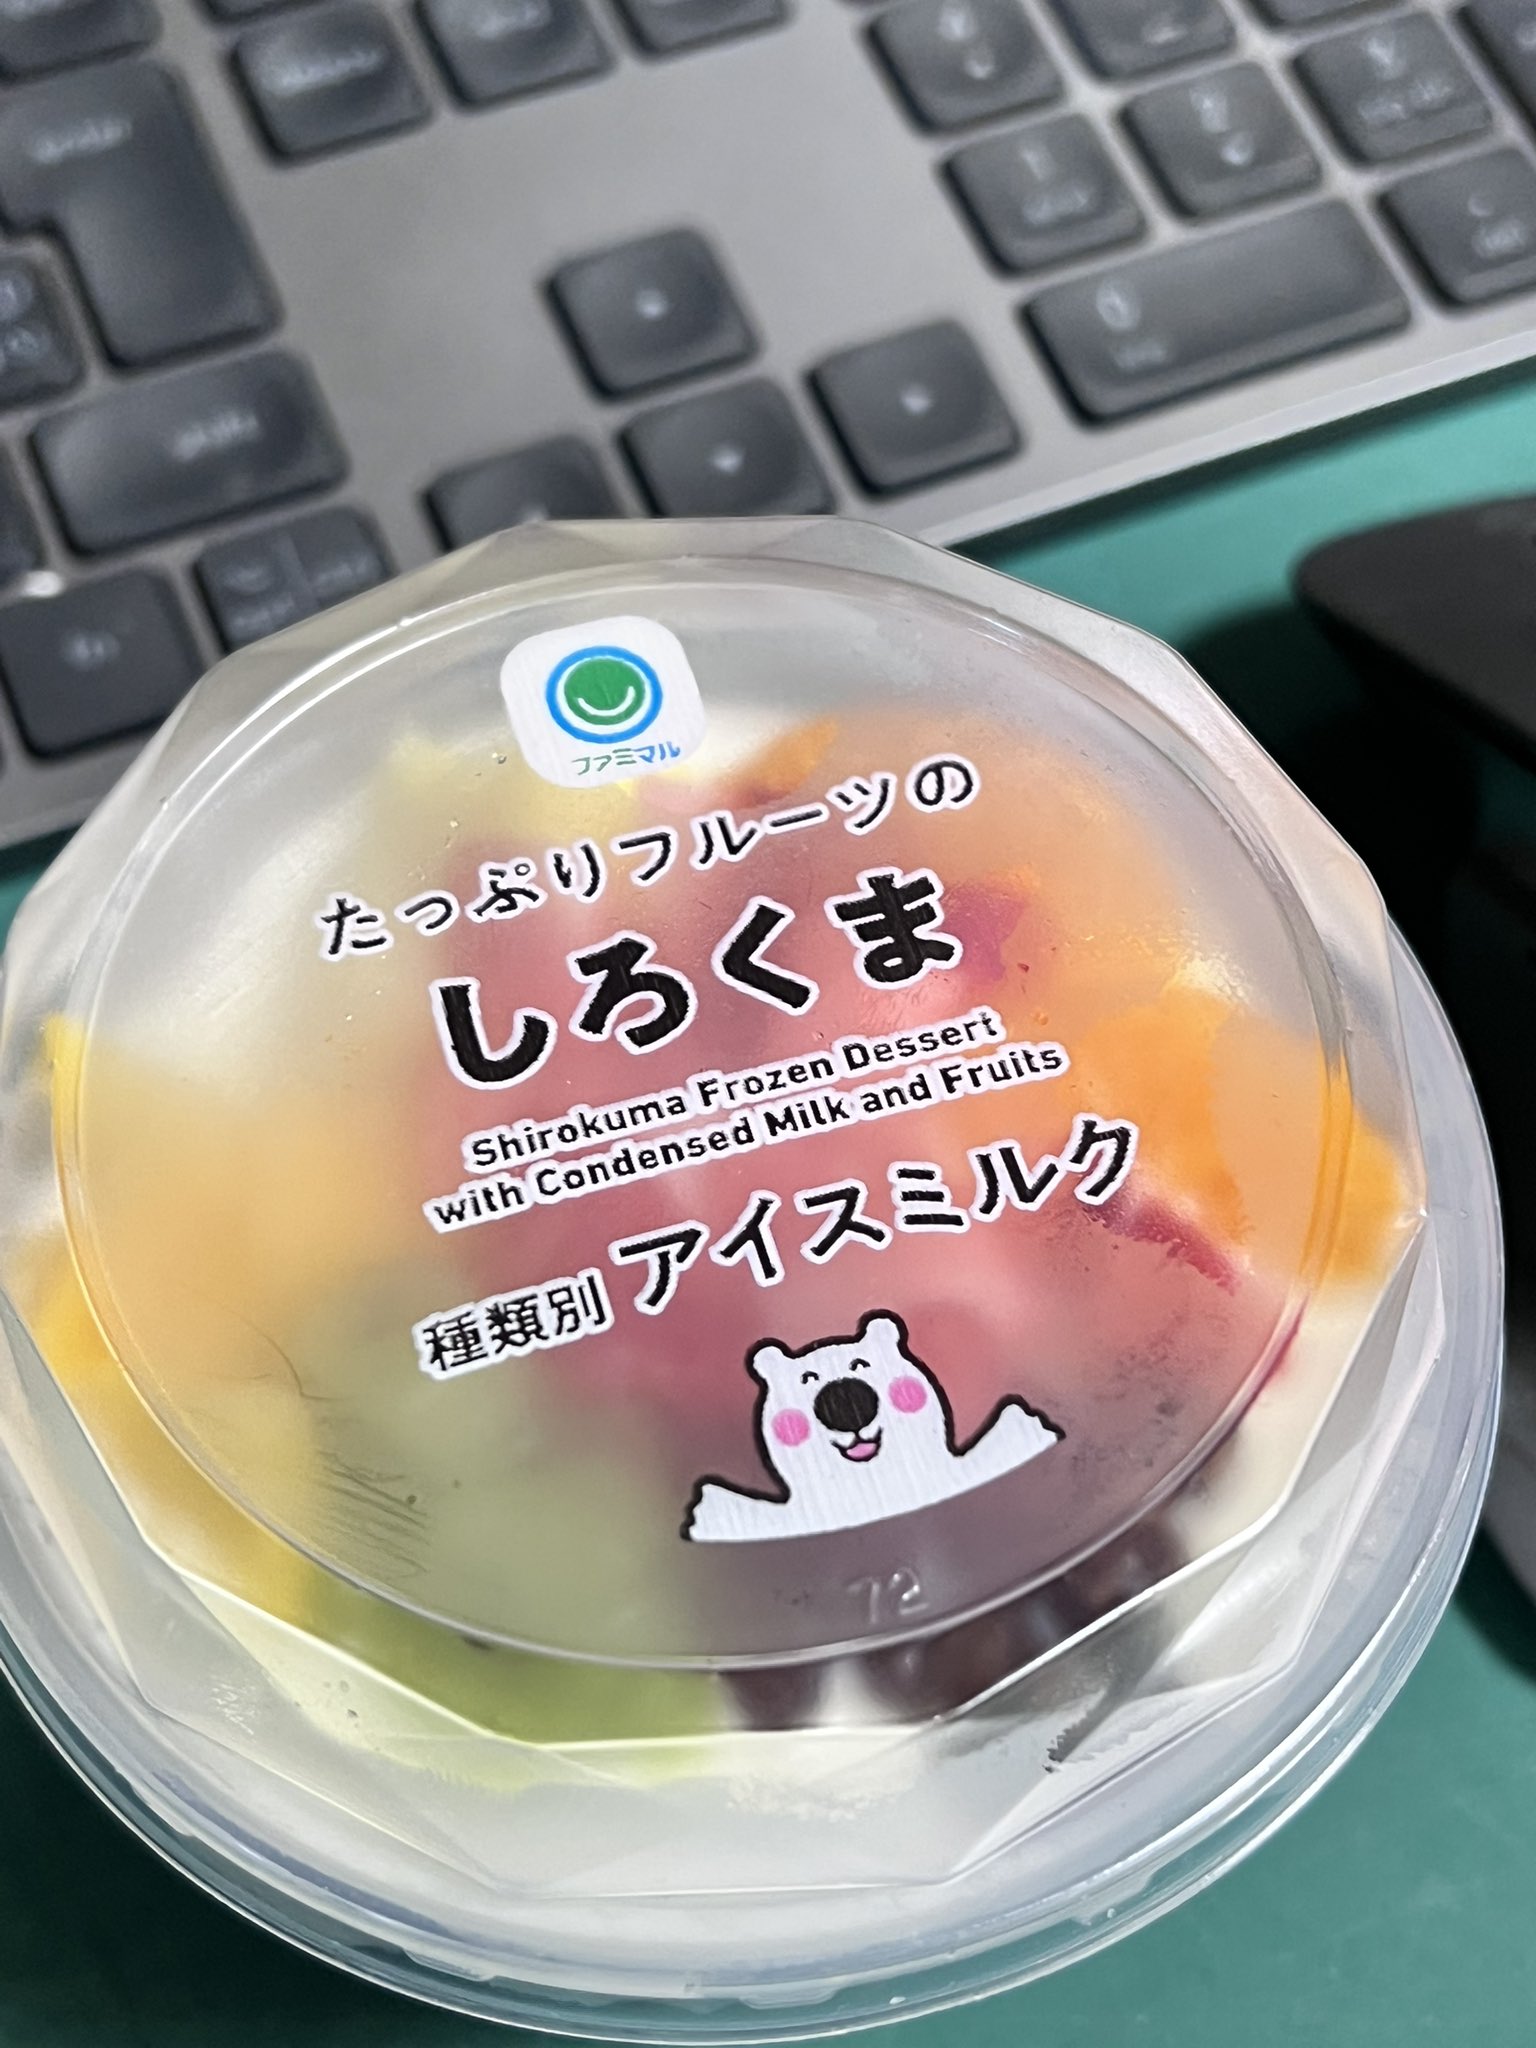 ファミマル
たっぷりフルーツの
しろくま
Shirokuma Frozen Dessert
with Condensed Milk and Fruits
種類別 アイスミルク
72